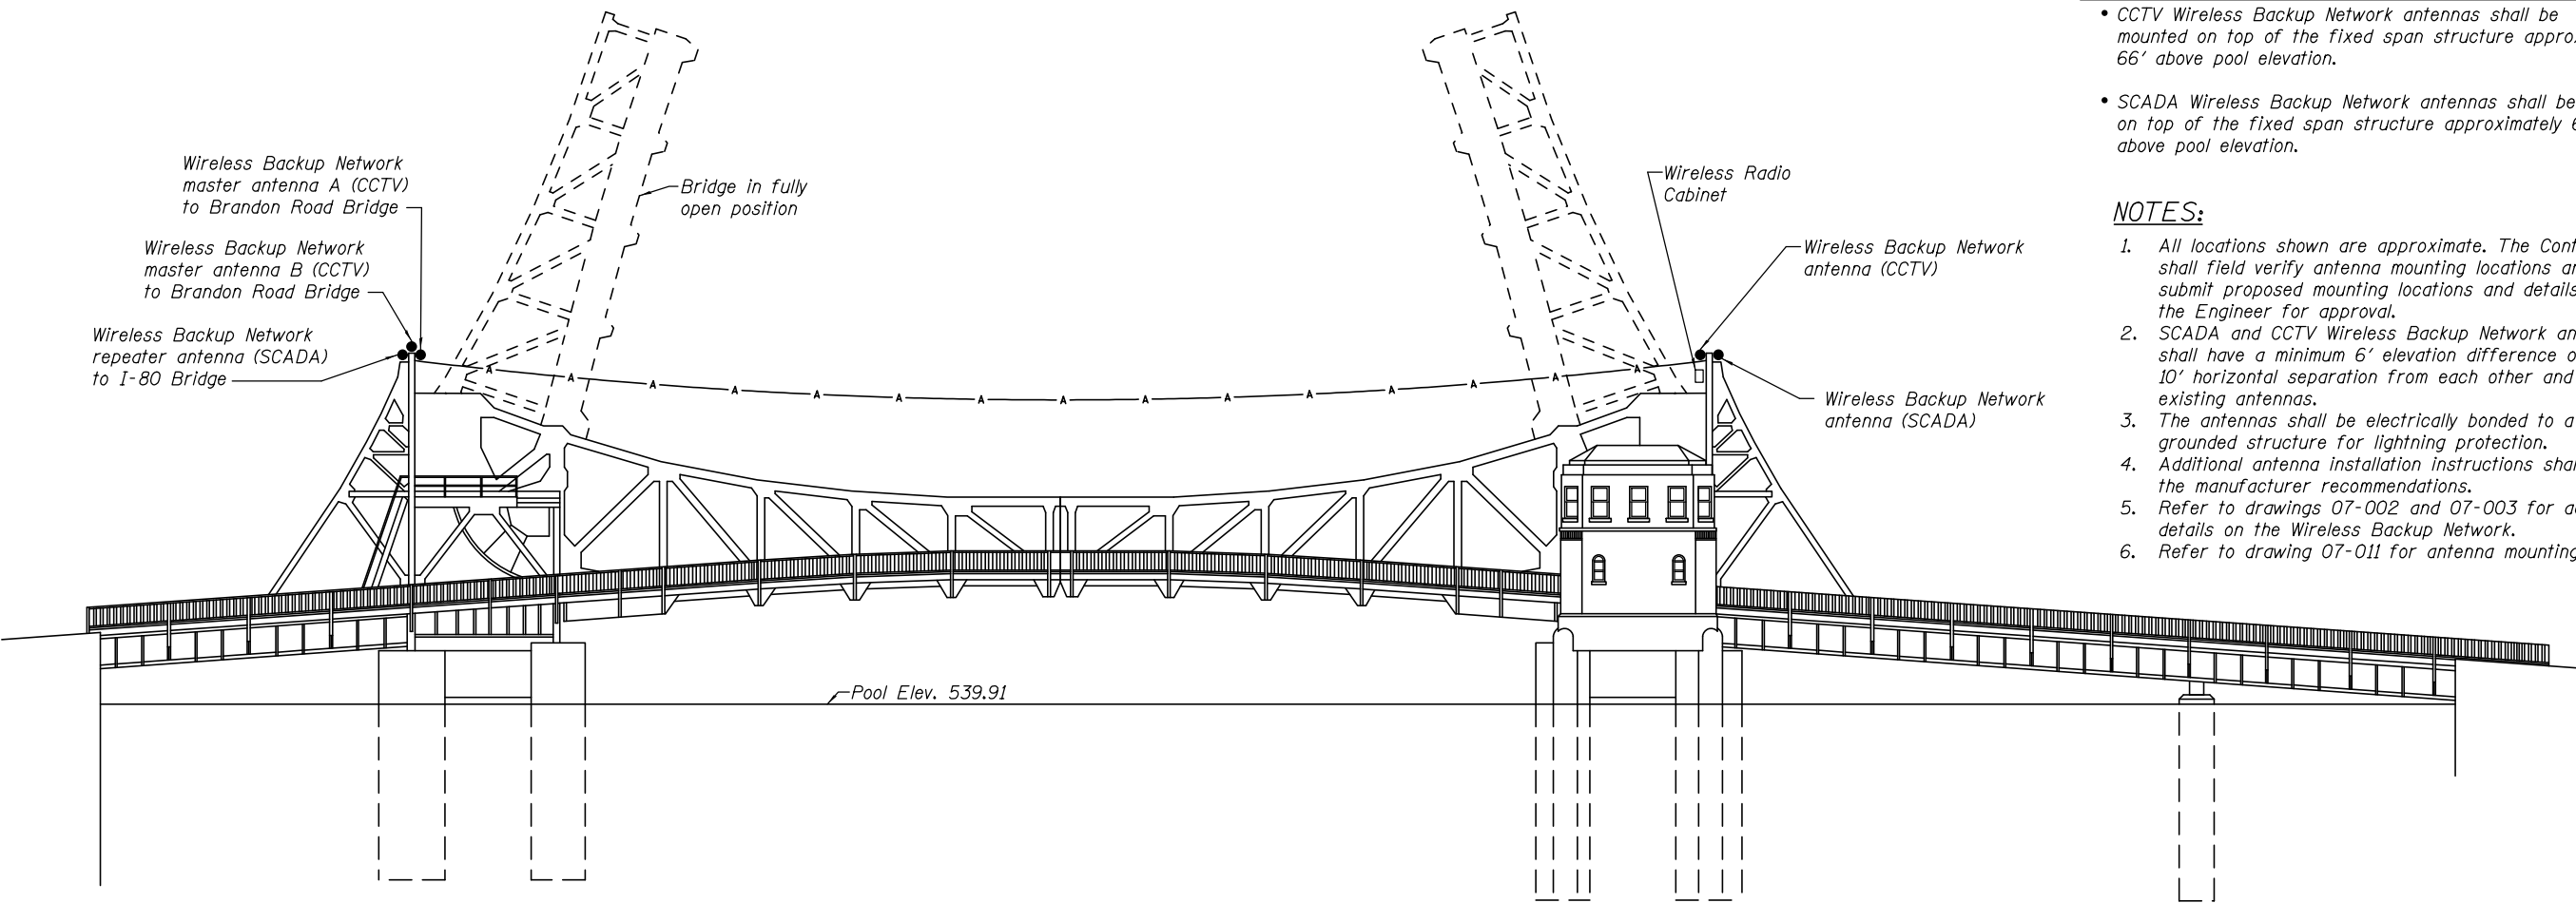 • CCTV Wireless Backup Network antennas shall be
mounted on top of the fixed span structure
66' above pool elevation.
• SCADA Wireless Backup Network antennas shall be
on top of the fixed span structure approximately
above pool elevation.
Wireless Backup Network
master antenna A (CCTV)
to Brandon Road Bridge
Wireless Backup Network
master antenna B (CCTV)
to Brandon Road Bridge
Wireless Backup Network
repeater antenna (SCADA)
to I-80 Bridge
Bridge in fully
open position
Wireless Radio
Cabinet
Wireless Backup Network
antenna (CCTV)
Wireless Backup Network
antenna (SCADA)
A A A A A A A A A A A A A A A
Pool Elev. 539.91
NOTES:
1. All locations shown are approximate. The
shall field verify antenna mounting locations
submit proposed mounting locations and details
the Engineer for approval.
2. SCADA and CCTV Wireless Backup Network
shall have a minimum 6' elevation difference
10' horizontal separation from each other and
existing antennas.
3. The antennas shall be electrically bonded to a
grounded structure for lightning protection.
4. Additional antenna installation instructions
the manufacturer recommendations.
5. Refer to drawings 07-002 and 07-003 for
details on the Wireless Backup Network.
6. Refer to drawing 07-011 for antenna mounting